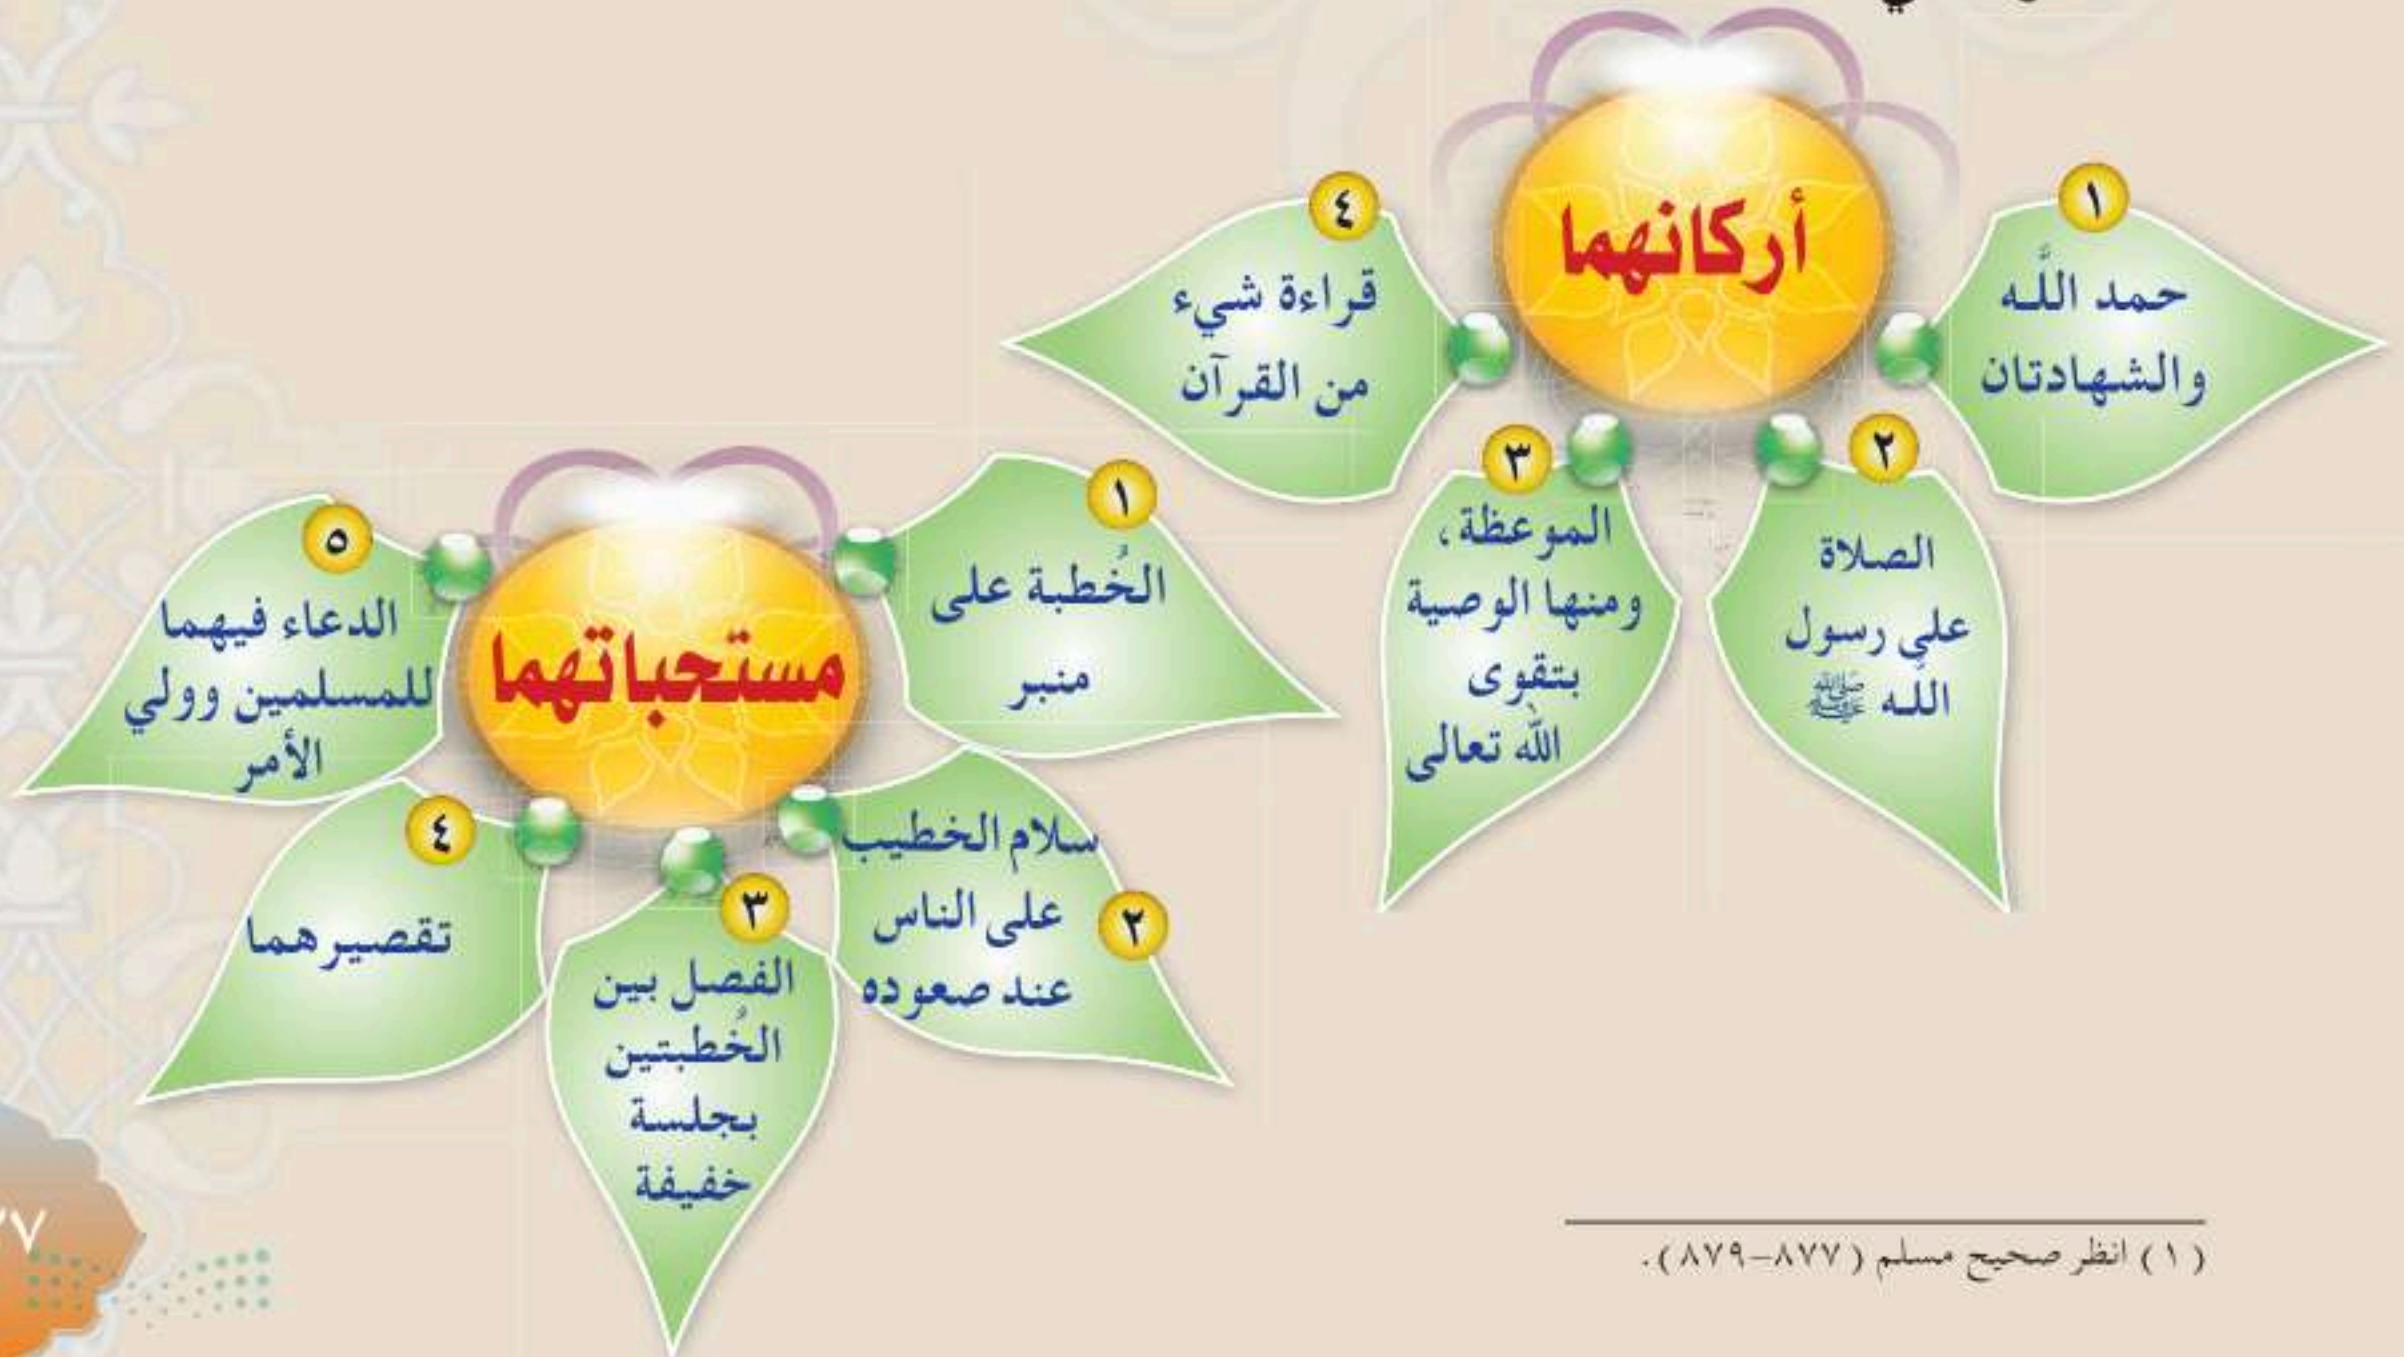 أركانهما
١
حمد اللَّه
والشهادتان
٢
الصلاة
على رسول
اللَّه ﷺ
٣
الموعظة،
ومنها الوصية
بتقوى
الله تعالى
٤
قراءة شيء
من القرآن
مستحباتهما
١
الخُطبة على
منبر
٢
سلام الخطيب
على الناس
عند صعوده
٣
الفصل بين
الخُطبتين
بجلسة
خفيفة
٤
تقصيرهما
٥
الدعاء فيهما
للمسلمين وولي
الأمر
(١) انظر صحيح مسلم (٨٧٧–٨٧٩).